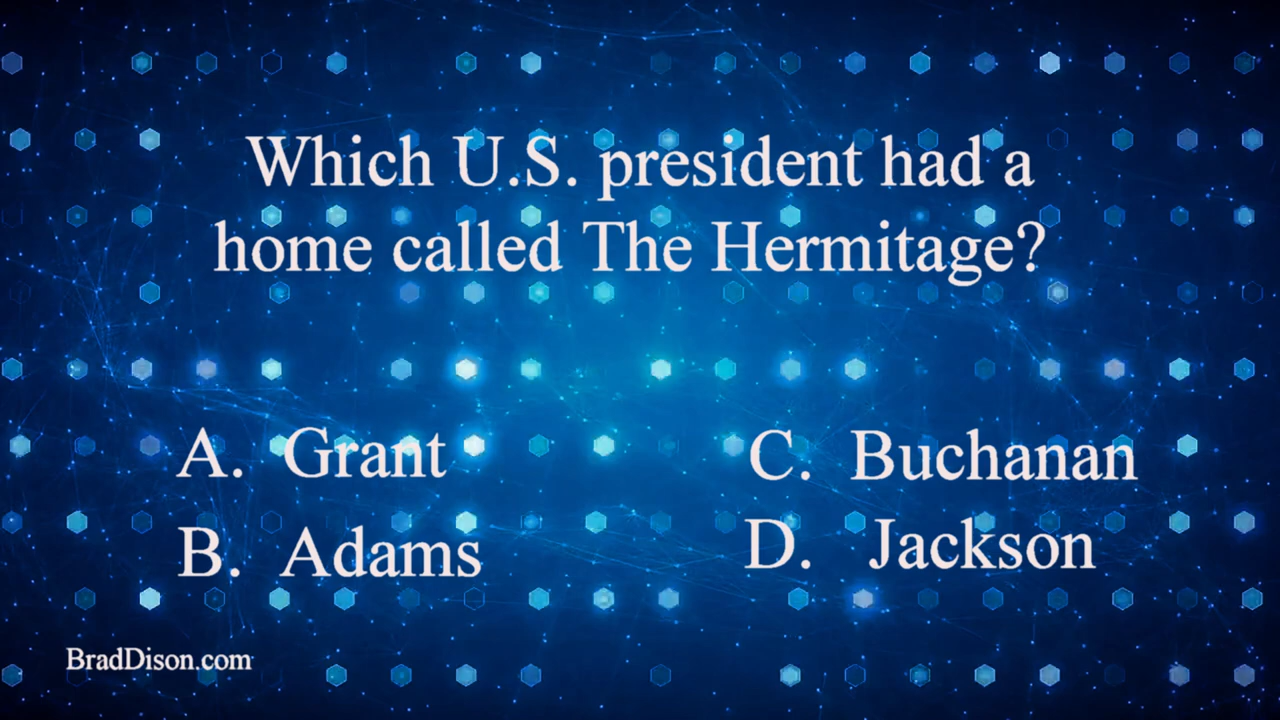 Which U.S. president had a
home called The Hermitage?
A. Grant
B. Adams
C. Buchanan
D. Jackson
BradDison.com